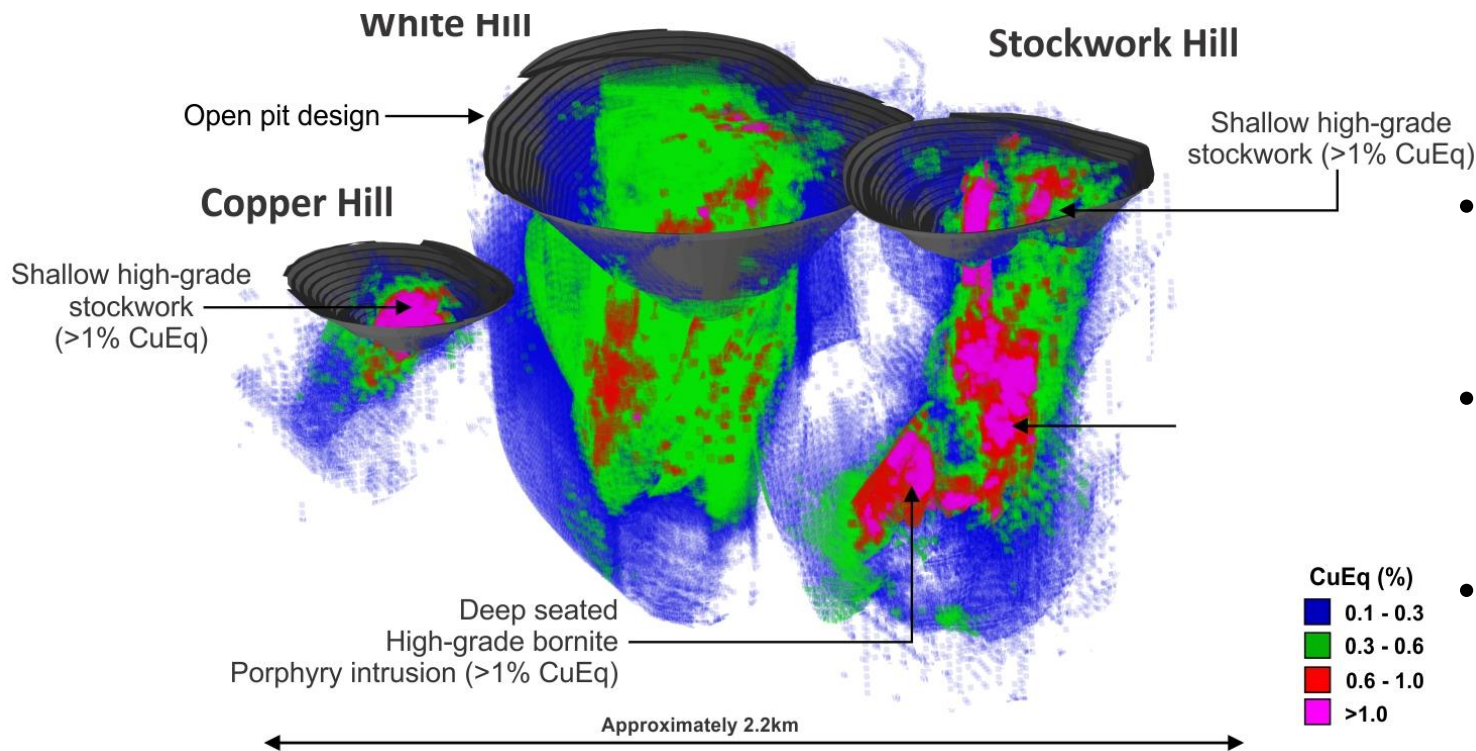 White Hill
Stockwork Hill
Open pit design
Shallow high-grade
stockwork (>1% CuEq)
Copper Hill
Shallow high-grade
stockwork
(>1% CuEq)
Deep seated
High-grade bornite
Porphyry intrusion (>1% CuEq)
CuEq (%)
0.1 - 0.3
0.3 - 0.6
0.6 - 1.0
>1.0
Approximately 2.2km